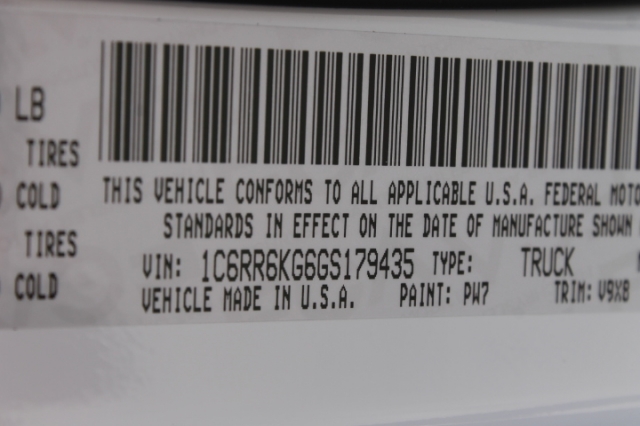 LB
TIRES
COLD
TIRES
COLD
THIS VEHICLE CONFORMS TO ALL APPLICABLE U.S.A. FEDERAL MOTO
STANDARDS IN EFFECT ON THE DATE OF MANUFACTURE SHOWN
VIN: 1C6RR6KG6GS179435 TYPE: TRUCK
VEHICLE MADE IN U.S.A. PAINT: PW7 TRIM: V9X8